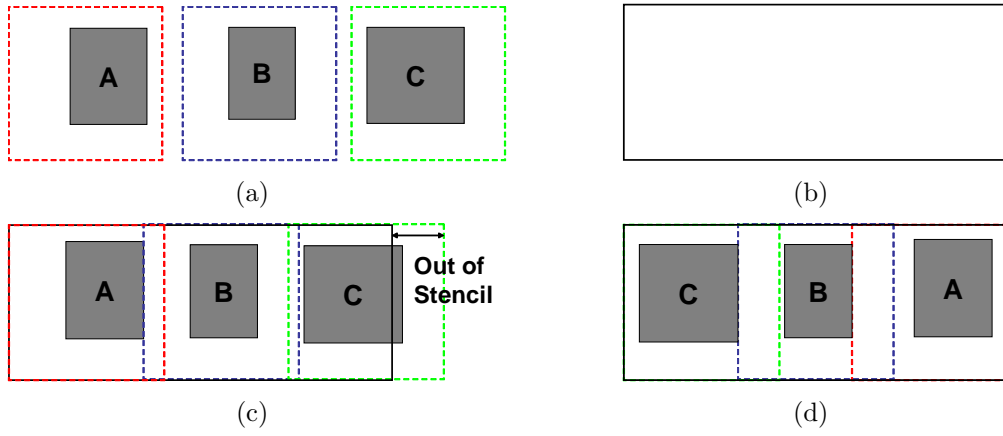 A B C
(a) (b)
A B C Out of
Stencil
C B A
(c) (d)